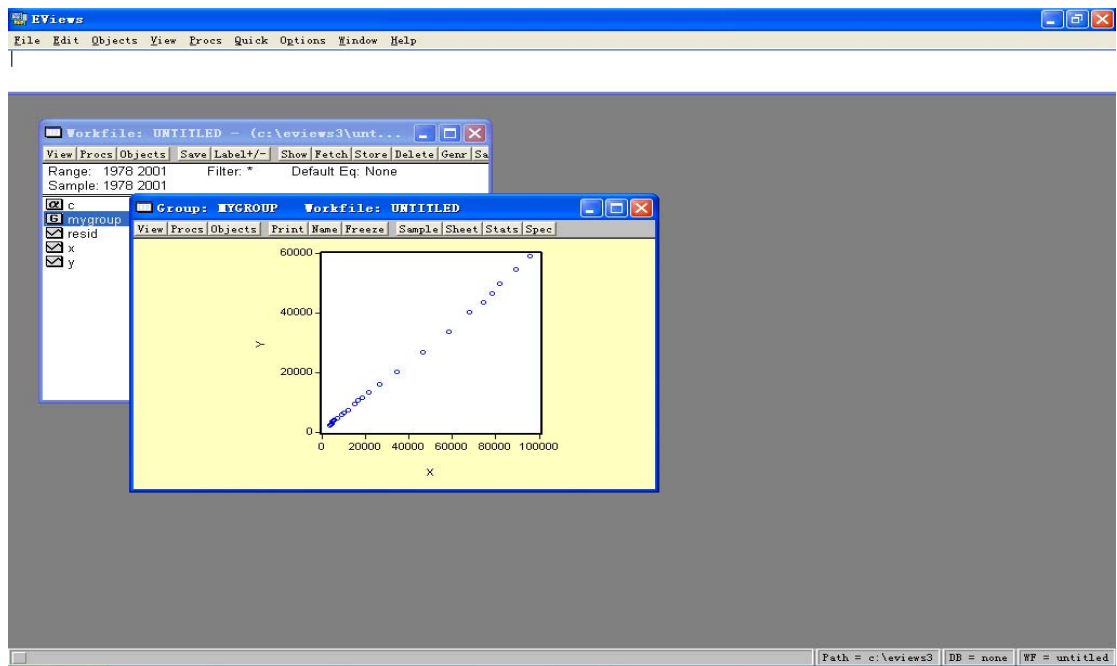 EViews
File Edit Objects View Procs Quick Options Window Help
Workfile: UNTITLED - (c:\eviews3\unt...
View Procs Objects Save Label+/- Show Fetch Store Delete Genr Sa
Range: 1978 2001 Filter: * Default Eq: None
Sample: 1978 2001
c
mygroup
resid
x
y
Group: MYGROUP Workfile: UNTITLED
View Procs Objects Print Name Freeze Sample Sheet Stats Spec
60000
40000
20000
0
Y
0 20000 40000 60000 80000 100000
X
Path = c:\eviews3 DB = none WF = untitled